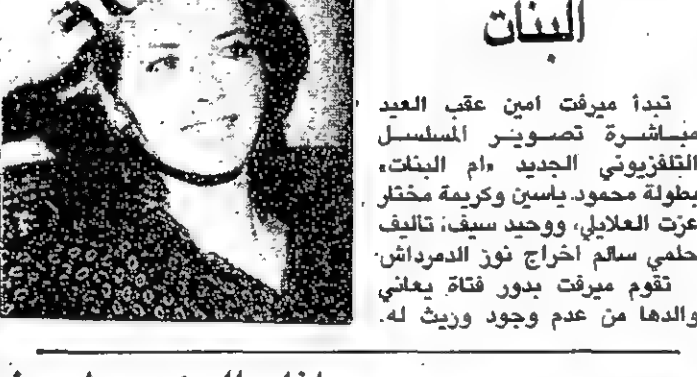 البنات
تبدأ ميرفت امين عقب العيد
مباشرة تصوير المسلسل
التلفزيوني الجديد «ام البنات»
بطولة محمود ياسين وكريمة مختار
عزت العلايلي، ووحيد سيف، تاليف
حلمي سالم اخراج نور الدمرداش.
تقوم ميرفت بدور فتاة يعاني
والدها من عدم وجود وريث له.